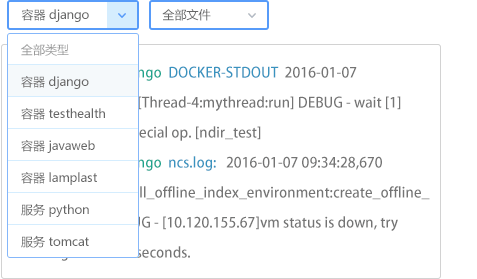 容器 django
全部文件
全部类型
容器 django
容器 testhealth
容器 javaweb
容器 lamplast
服务 python
服务 tomcat
ngo DOCKER-STDOUT 2016-01-07
[Thread-4:mythread:run] DEBUG - wait [1]
ecial op. [ndir_test]
ngo ncs.log: 2016-01-07 09:34:28,670
ll_offline_index_environment:create_offline_
UG - [10.120.155.67]vm status is down, try
seconds.